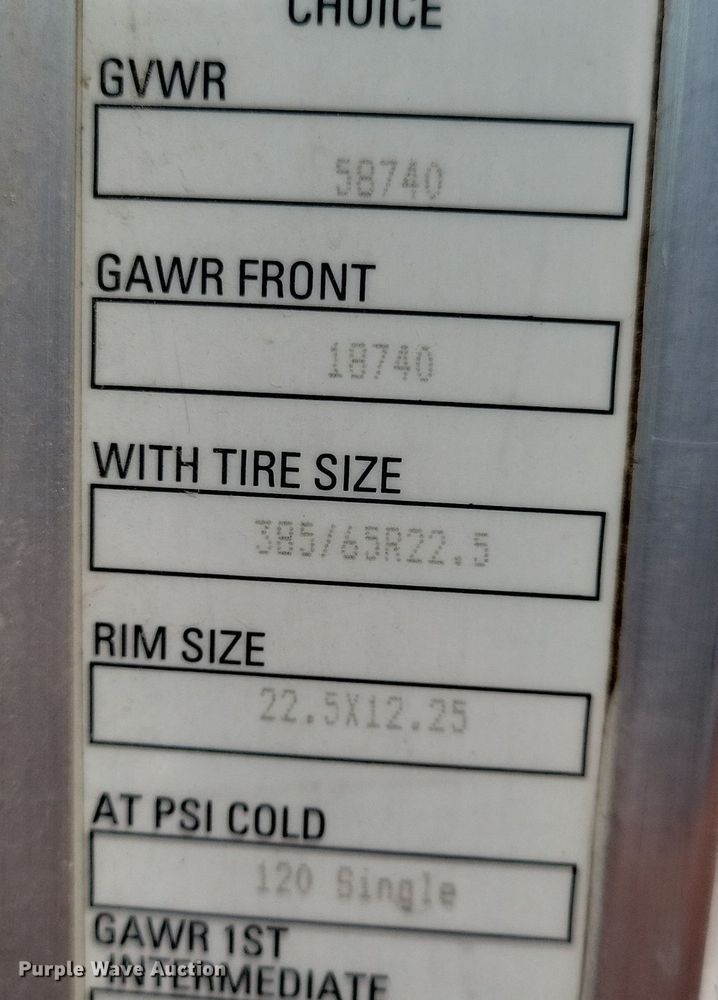 CHOICE
GVWR
58740
GAWR FRONT
18740
WITH TIRE SIZE
385/65R22.5
RIM SIZE
22.5X12.25
AT PSI COLD
120 Single
GAWR 1ST
INTERMEDIATE
Purple Wave Auction